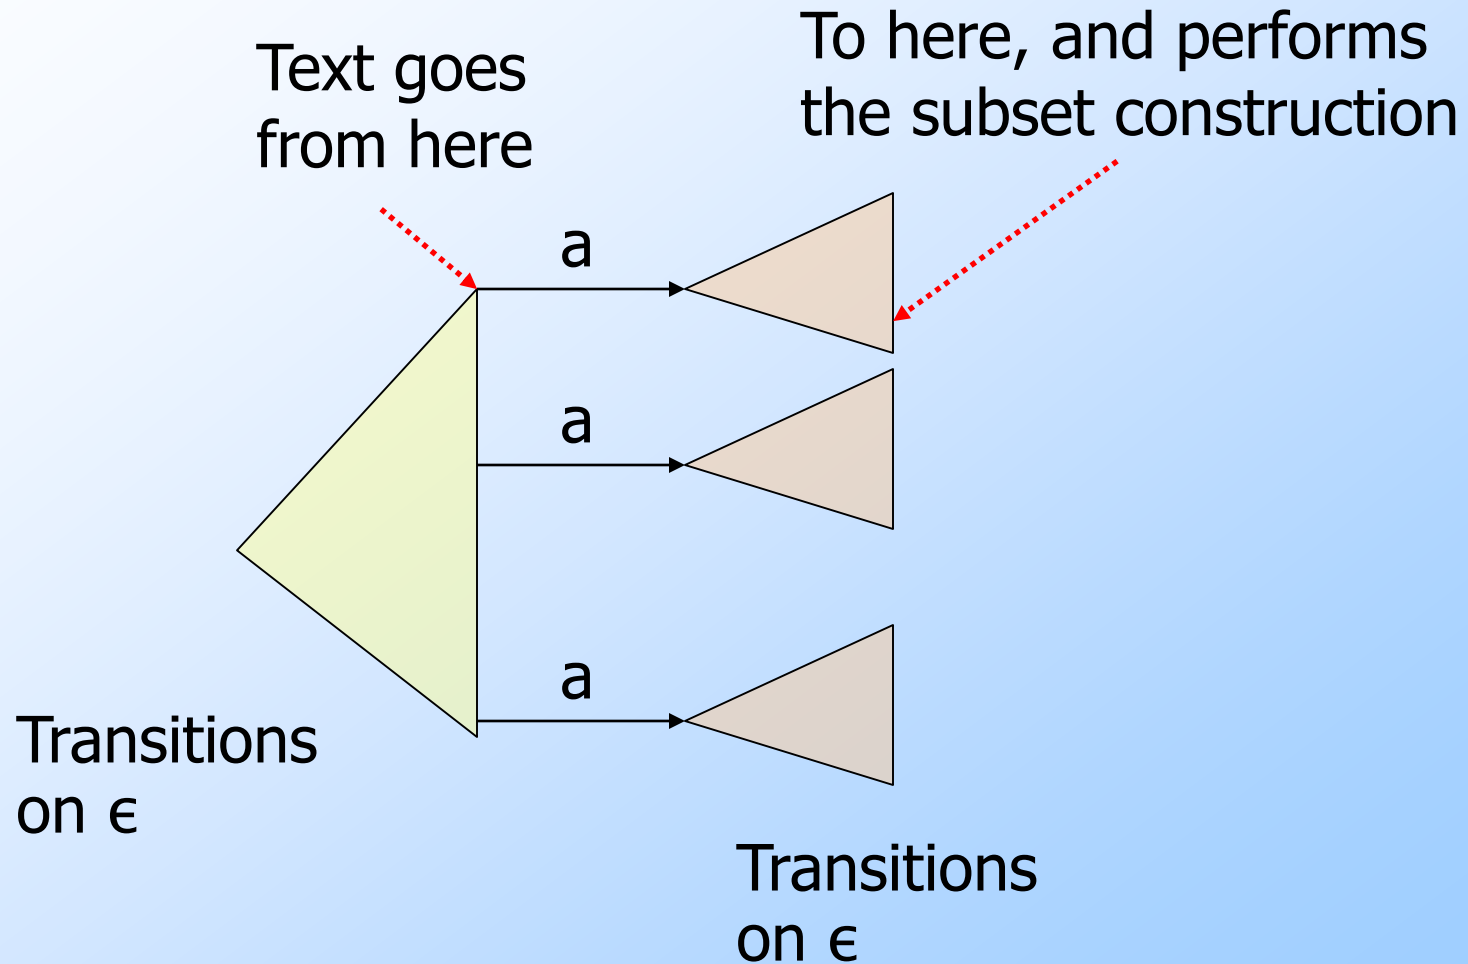 Text goes
from here
To here, and performs
the subset construction
a
a
a
Transitions
on ϵ
Transitions
on ϵ